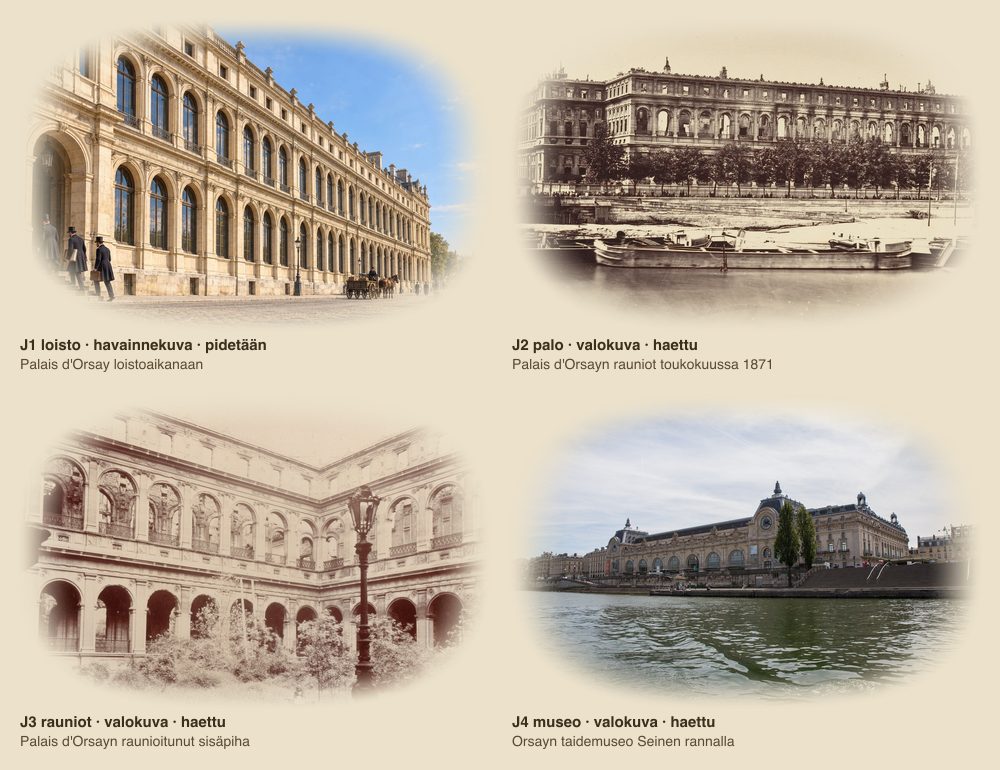 J1 loisto · havainnekuva · pidetään
Palais d'Orsay loistoaikanaan
J2 palo · valokuva · haettu
Palais d'Orsayn rauniot toukokuussa 1871
J3 rauniot · valokuva · haettu
Palais d'Orsayn raunioitunut sisäpiha
J4 museo · valokuva · haettu
Orsayn taidemuseo Seinen rannalla